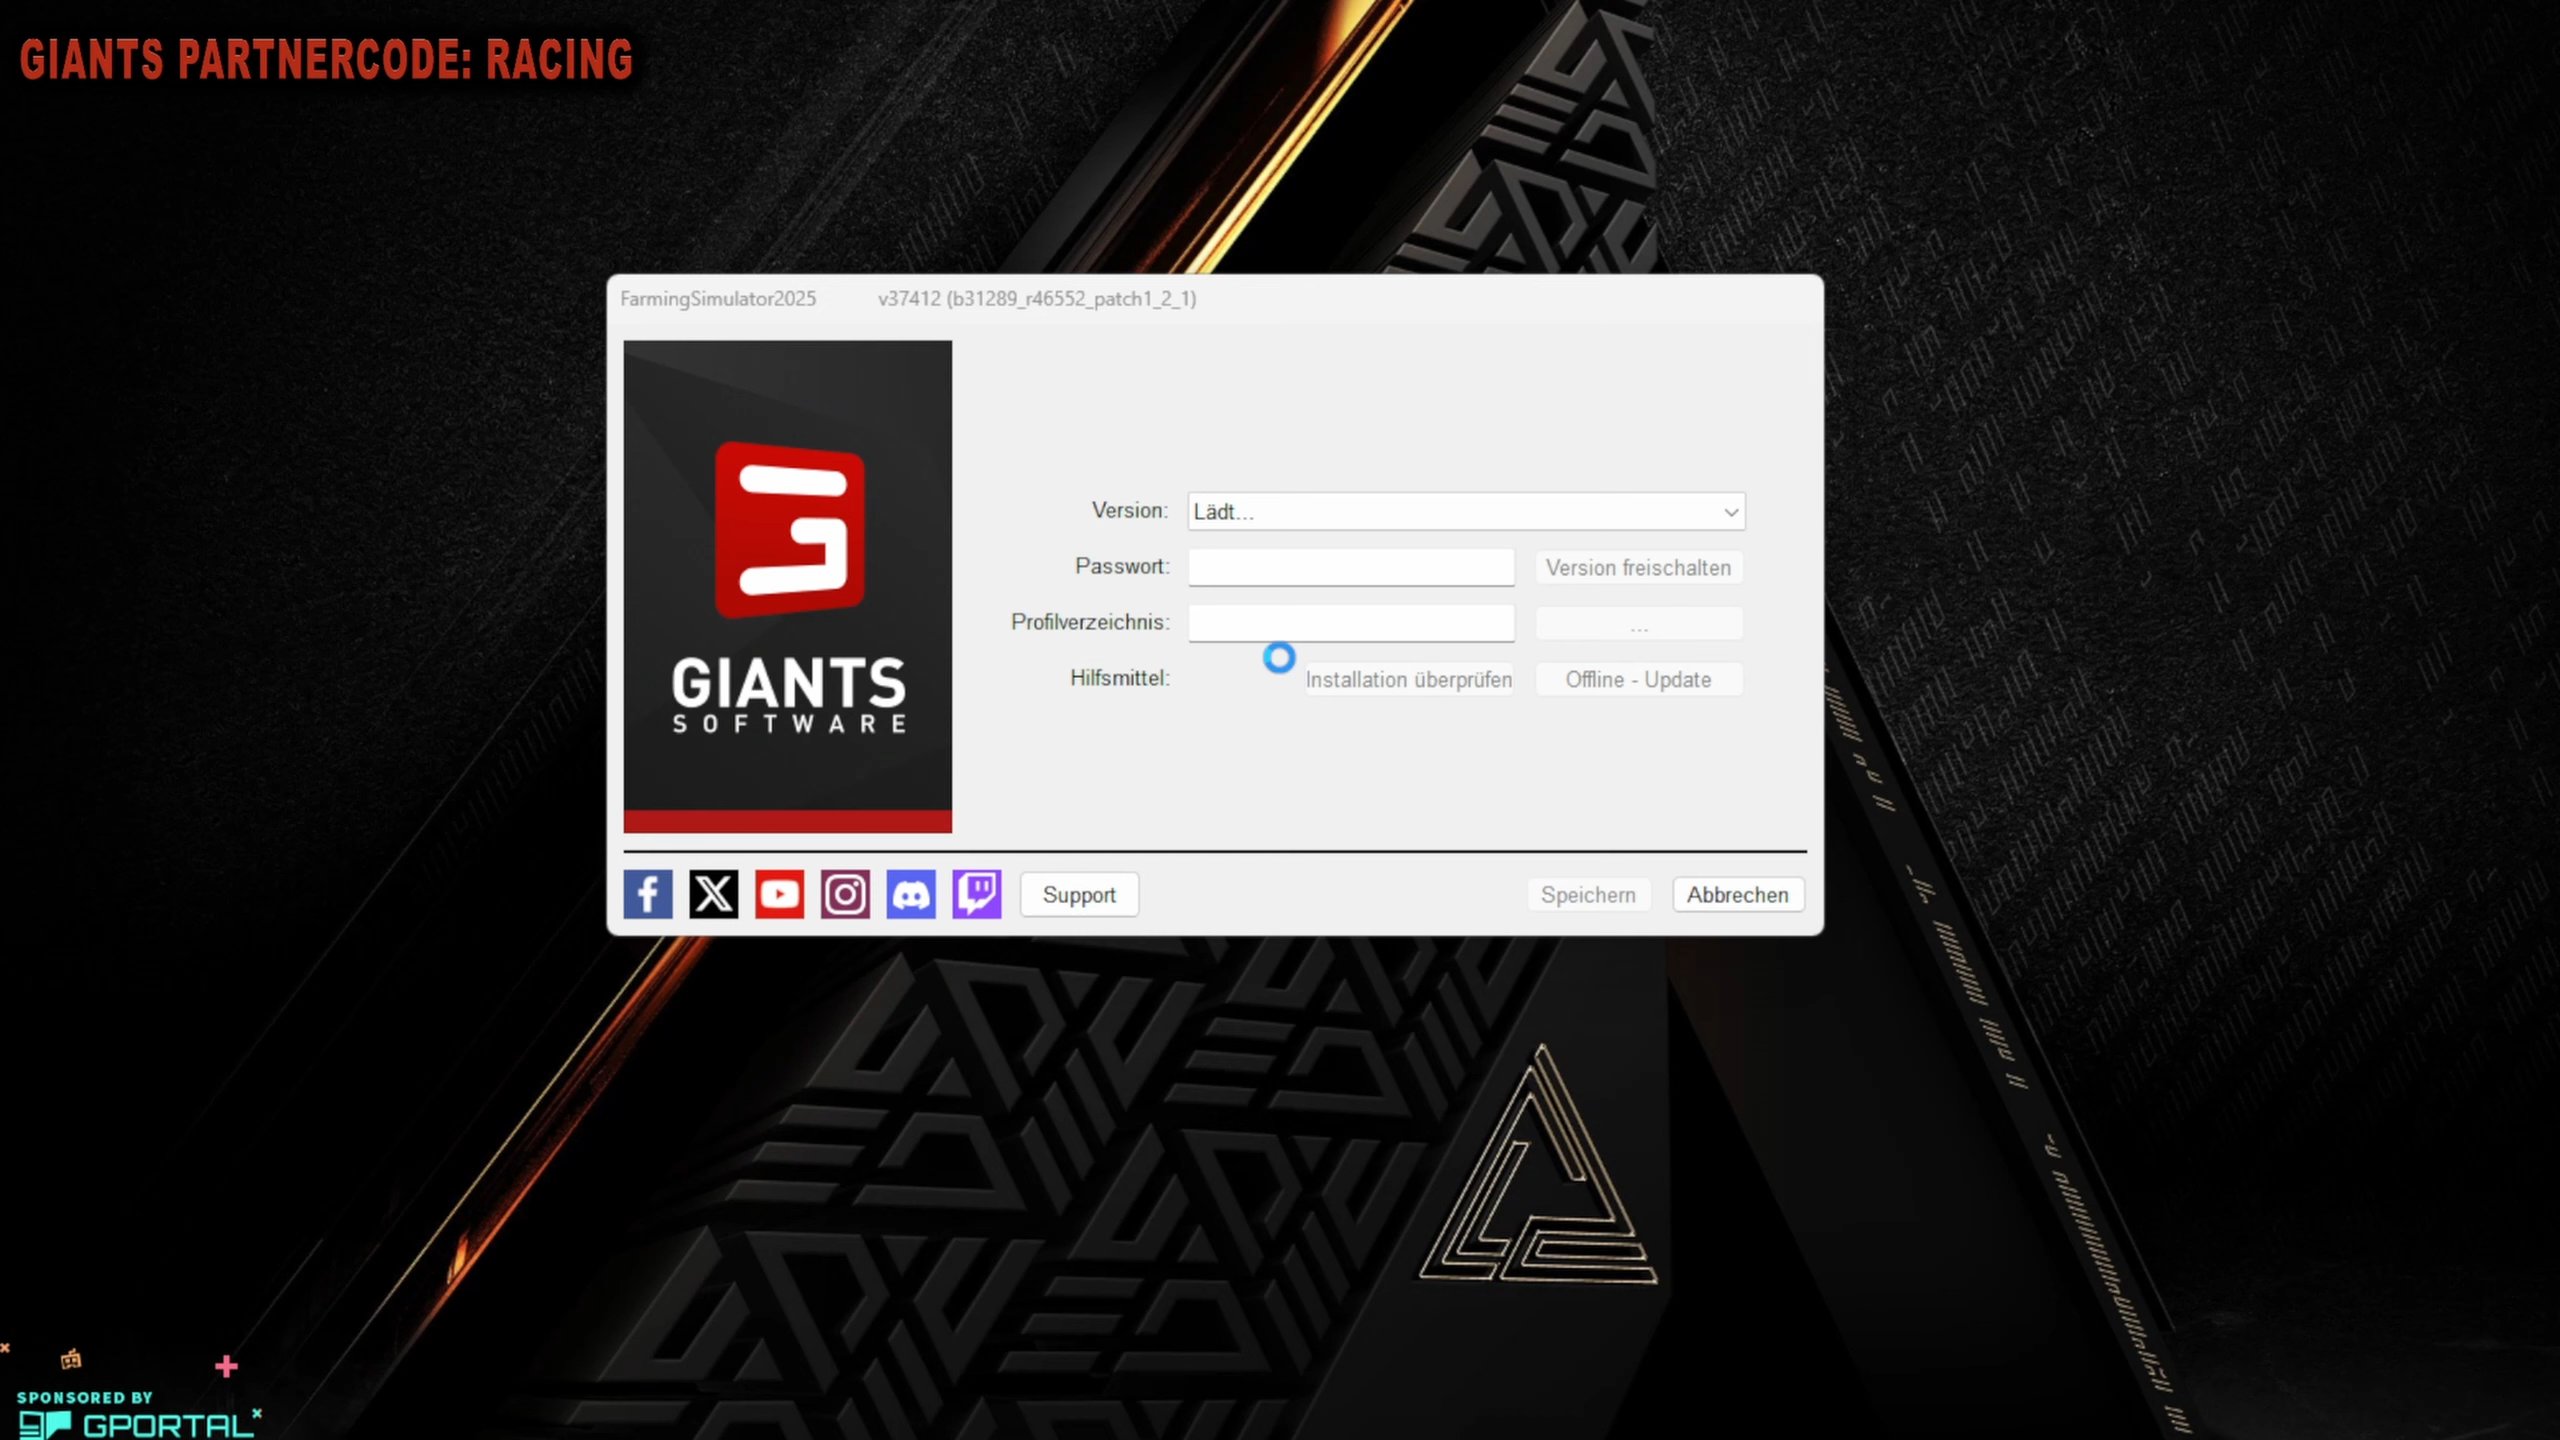 GIANTS PARTNERCODE: RACING
FarmingSimulator2025 v37412 (b31289_r46552_patch1_2_1)
GIANTS
SOFTWARE
Version: Lädt...
Passwort: Version freischalten
Profilverzeichnis: ...
Hilfsmittel: Installation überprüfen Offline - Update
Support Speichern Abbrechen
SPONSORED BY
GPORTAL